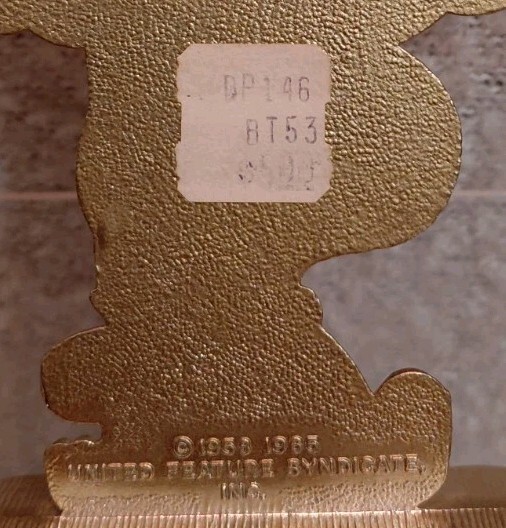 DP146
BT53
© 1958 1965
UNITED FEATURE SYNDICATE,
INC.